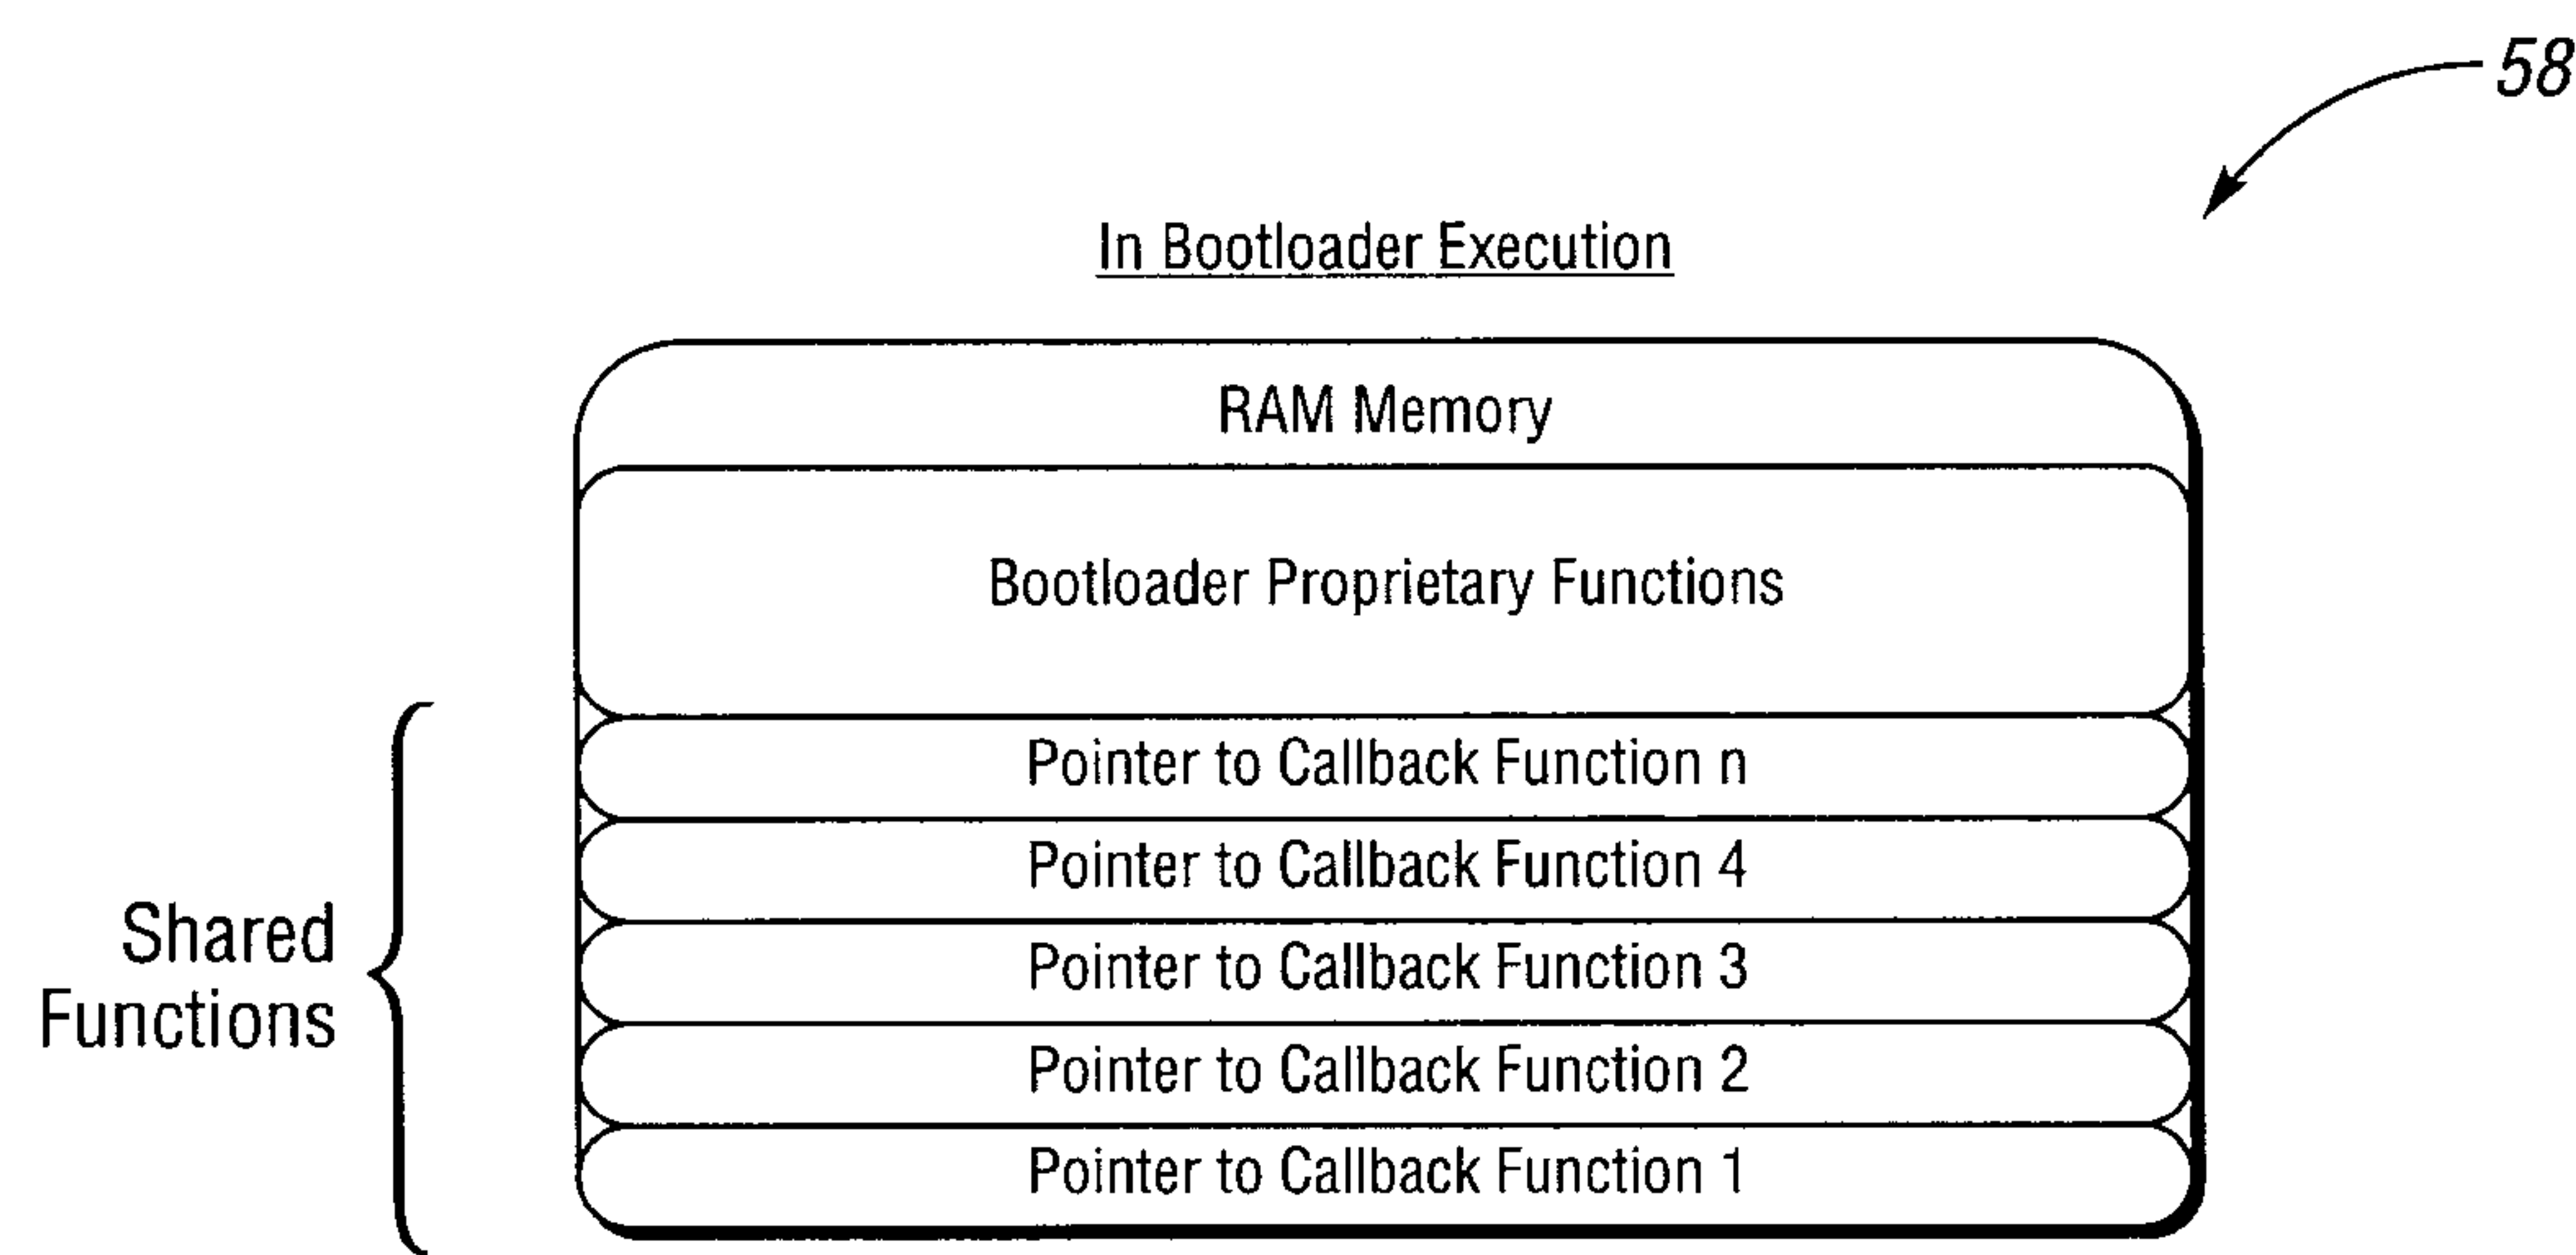 58
In Bootloader Execution
RAM Memory
Bootloader Proprietary Functions
Pointer to Callback Function n
Pointer to Callback Function 4
Pointer to Callback Function 3
Pointer to Callback Function 2
Pointer to Callback Function 1
Shared
Functions